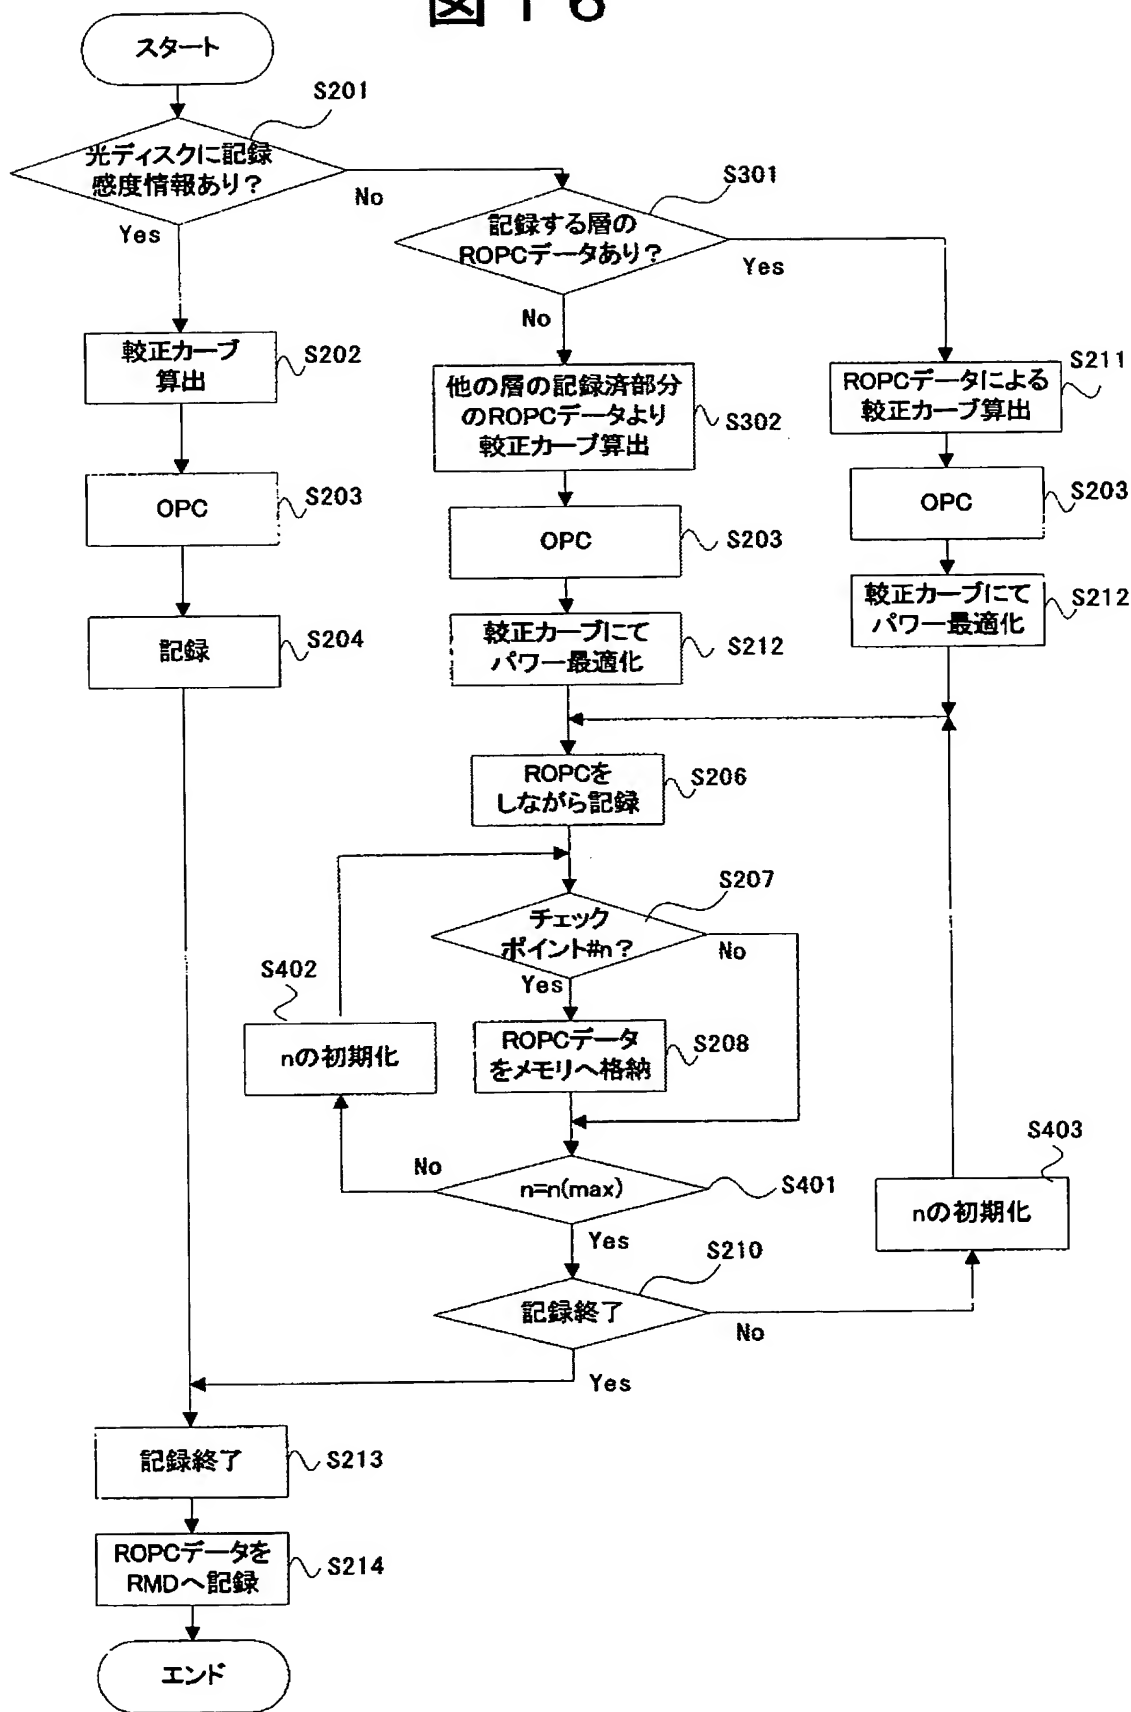 図16
スタート
S201
光ディスクに記録
感度情報あり?
No
Yes
S301
記録する層の
ROPCデータあり?
Yes
No
較正カーブ
算出
S202
他の層の記録済部分
のROPCデータより
較正カーブ算出
S302
ROPCデータによる
較正カーブ算出
S211
OPC
S203
OPC
S203
OPC
S203
記録
S204
較正カーブにて
パワー最適化
S212
較正カーブにて
パワー最適化
S212
ROPCを
しながら記録
S206
チェック
ポイント#n?
S207
No
Yes
S402
nの初期化
ROPCデータ
をメモリへ格納
S208
No
n=n(max)
S401
Yes
S403
nの初期化
S210
記録終了
No
Yes
記録終了
S213
ROPCデータを
RMDへ記録
S214
エンド